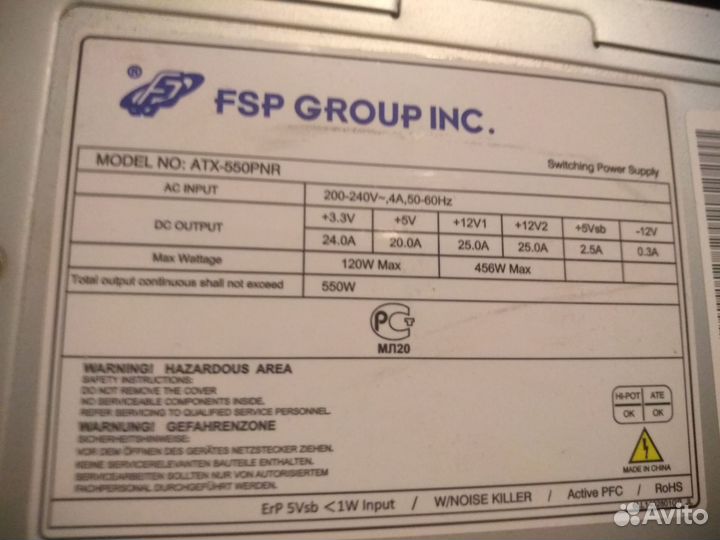 ®
FSP GROUP INC.
MODEL NO: ATX-550PNR Switching Power Supply
AC INPUT 200-240V~,4A,50-60Hz
DC OUTPUT +3.3V +5V +12V1 +12V2 +5Vsb -12V
24.0A 20.0A 25.0A 25.0A 2.5A 0.3A
Max Wattage 120W Max 456W Max
Total output continuous shall not exceed 550W
РСТ
МЛ20
WARNING! HAZARDOUS AREA
SAFETY INSTRUCTIONS:
DO NOT REMOVE THE COVER
NO SERVICEABLE COMPONENTS INSIDE.
REFER SERVICING TO QUALIFIED SERVICE PERSONNEL.
WARNUNG! GEFAHRENZONE
SICHERHEITSHINWEISE:
VOR DEM ÖFFNEN DES GERÄTES NETZSTECKER ZIEHEN.
KEINE SERVICERELEVANTEN BAUTEILE ENTHALTEN.
SERVICEARBEITEN SOLLTEN NUR VON AUTORISIERTEM
FACHPERSONAL DURCHGEFÜHRT WERDEN.
HI-POT ATE
OK OK
MADE IN CHINA
ErP 5Vsb <1W Input / W/NOISE KILLER / Active PFC / RoHS
Avito